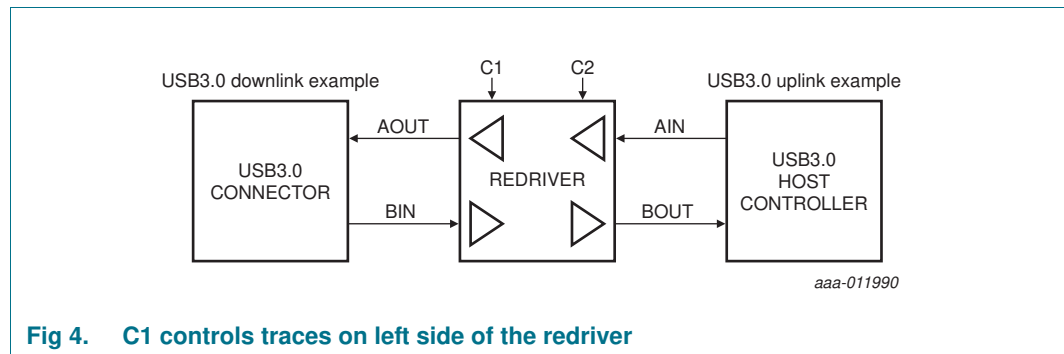 C1 C2
USB3.0 downlink example USB3.0 uplink example
AOUT AIN
USB3.0
CONNECTOR
REDRIVER
USB3.0
HOST
CONTROLLER
BIN BOUT
aaa-011990
Fig 4. C1 controls traces on left side of the redriver